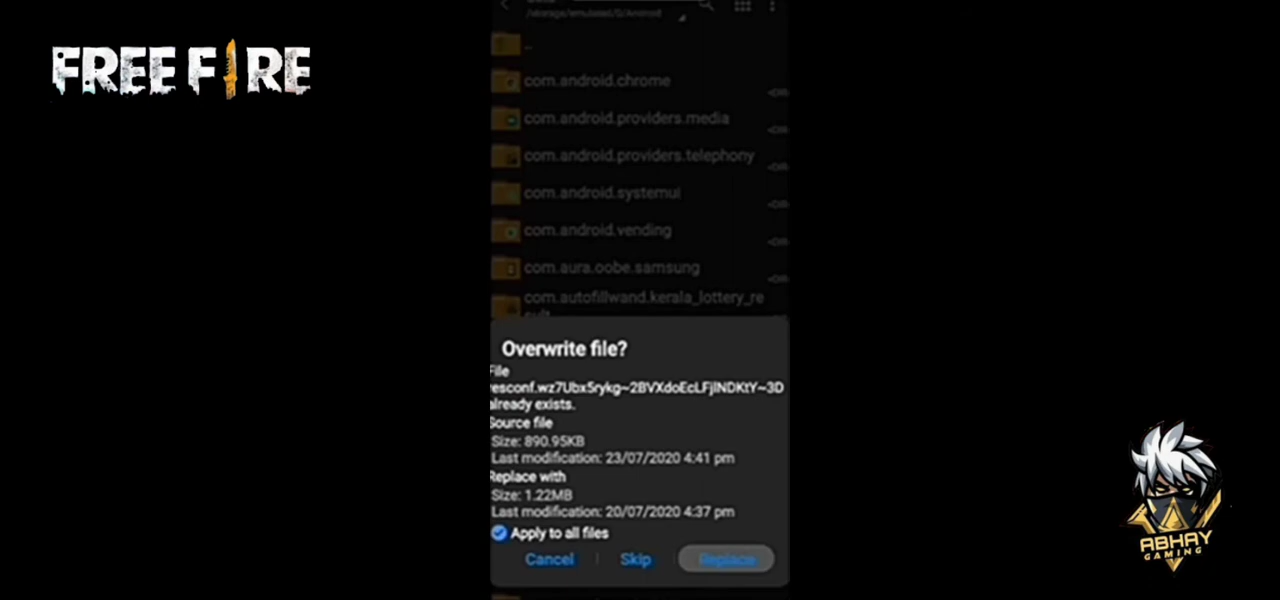 FREE FIRE
/storage/emulated/0/Android
..
com.android.chrome
com.android.providers.media
com.android.providers.telephony
com.android.systemui
com.android.vending
com.aura.oobe.samsung
com.autofillwand.kerala_lottery_re
sult
Overwrite file?
File
resconf.wz7Ubx5rykg~2BVXdoEcLFjlNDKtY~3D
already exists.
Source file
Size: 890.95KB
Last modification: 23/07/2020 4:41 pm
Replace with
Size: 1.22MB
Last modification: 20/07/2020 4:37 pm
Apply to all files
Cancel
Skip
Replace
ABHAY
GAMING